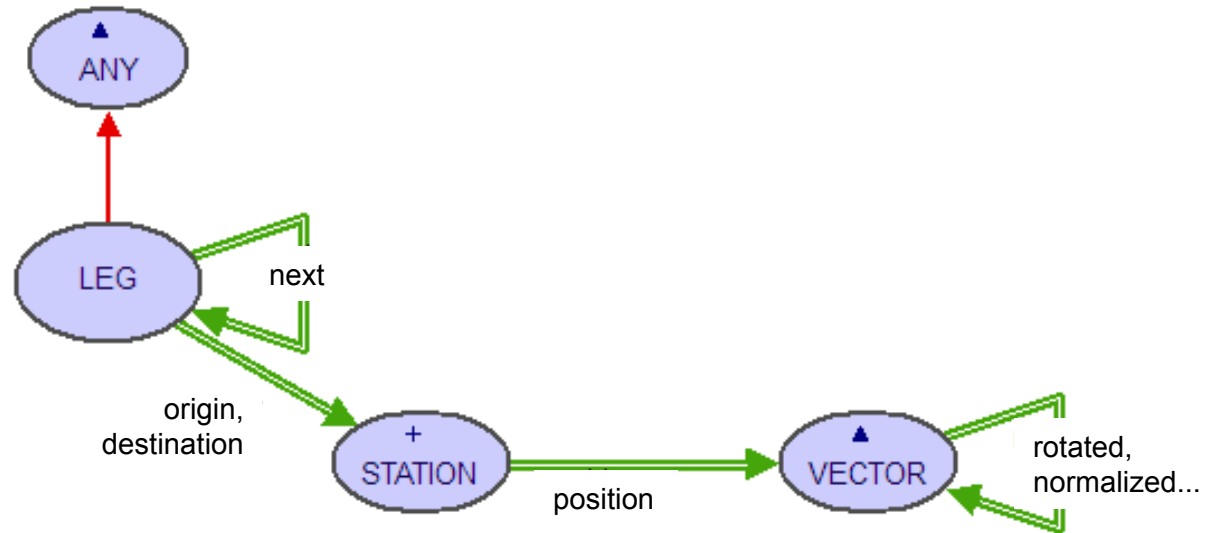 ANY
LEG
next
origin,
destination
+
STATION
position
VECTOR
rotated,
normalized...